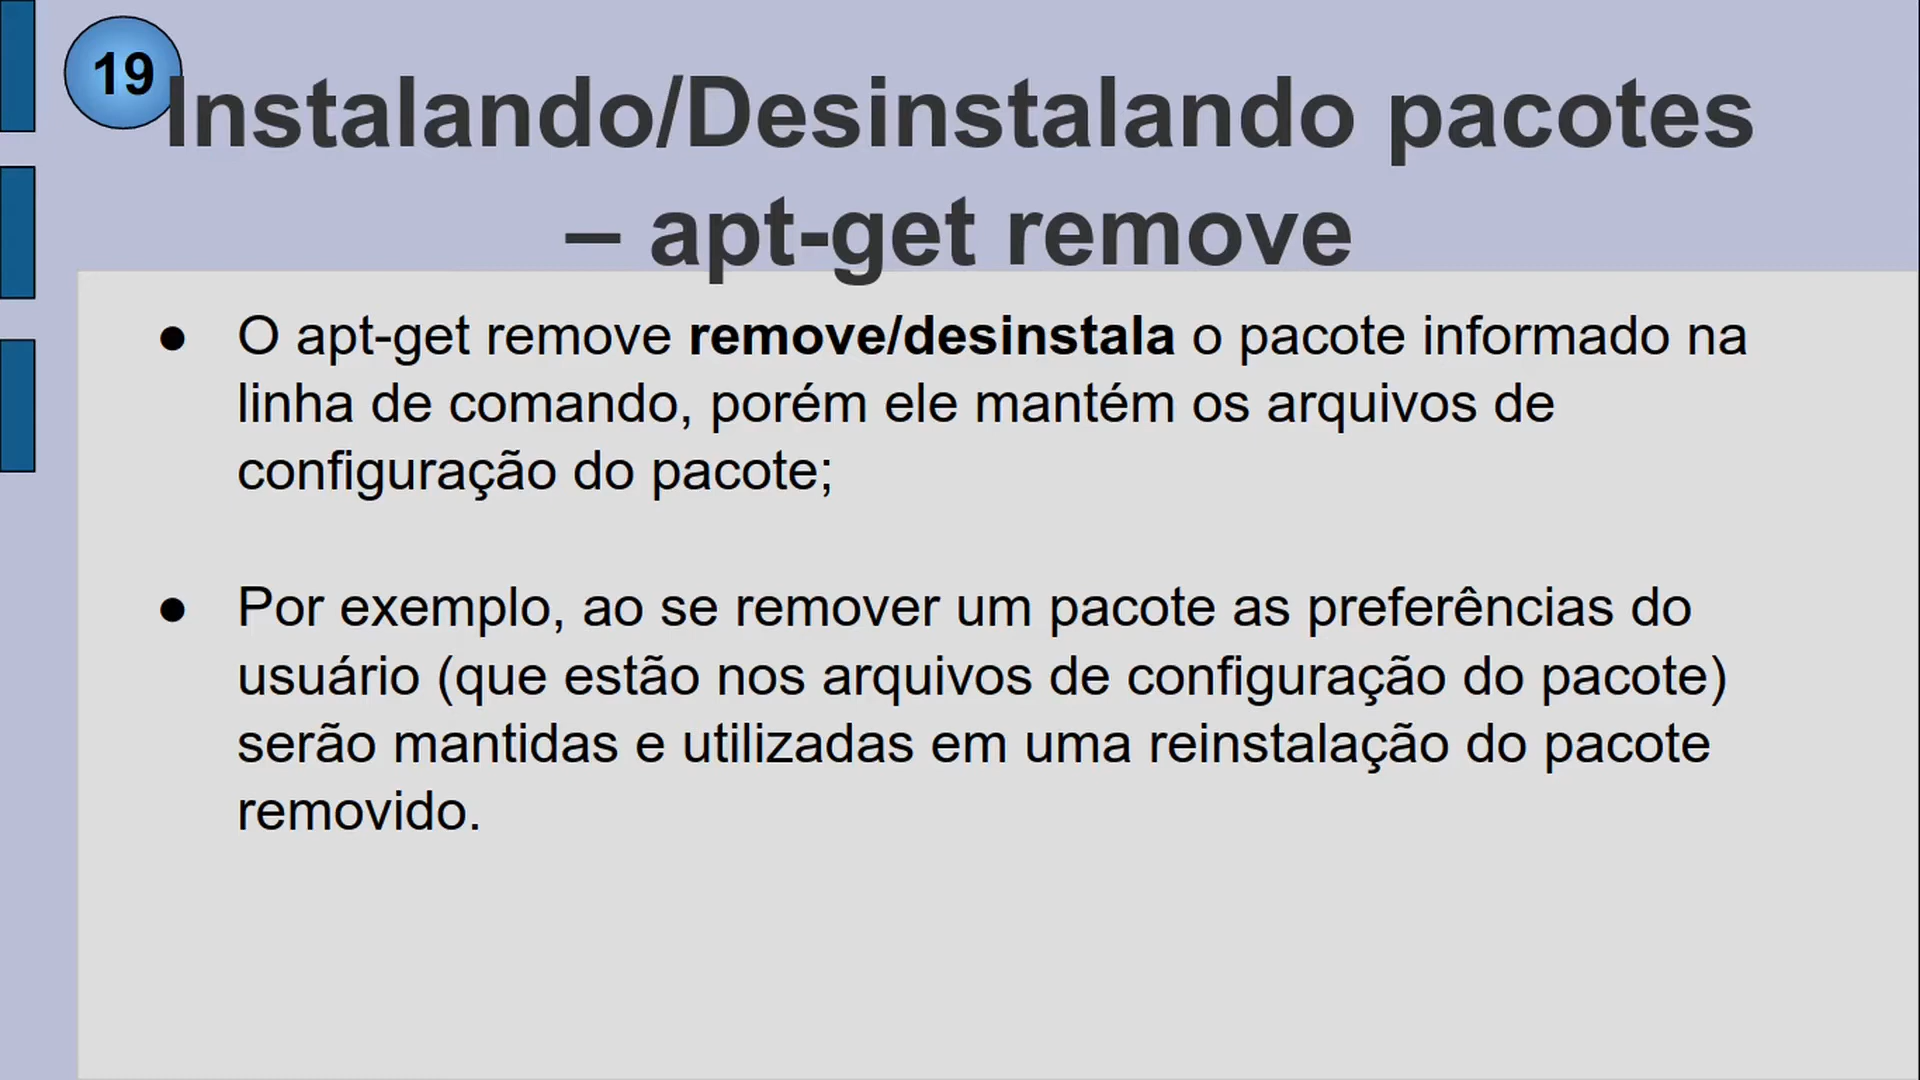 19
Instalando/Desinstalando pacotes
– apt-get remove
● O apt-get remove remove/desinstala o pacote informado na
linha de comando, porém ele mantém os arquivos de
configuração do pacote;
● Por exemplo, ao se remover um pacote as preferências do
usuário (que estão nos arquivos de configuração do pacote)
serão mantidas e utilizadas em uma reinstalação do pacote
removido.